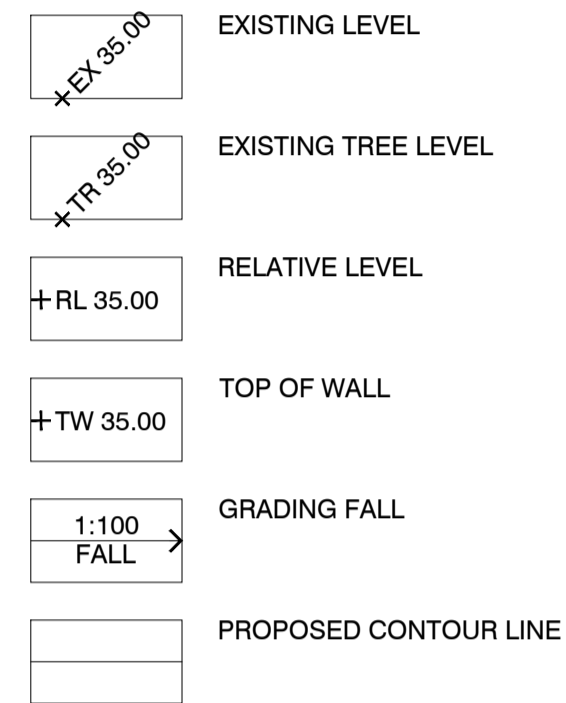 +EX 35.00
EXISTING LEVEL
+TR 35.00
EXISTING TREE LEVEL
+RL 35.00
RELATIVE LEVEL
+TW 35.00
TOP OF WALL
1:100
FALL
GRADING FALL
PROPOSED CONTOUR LINE